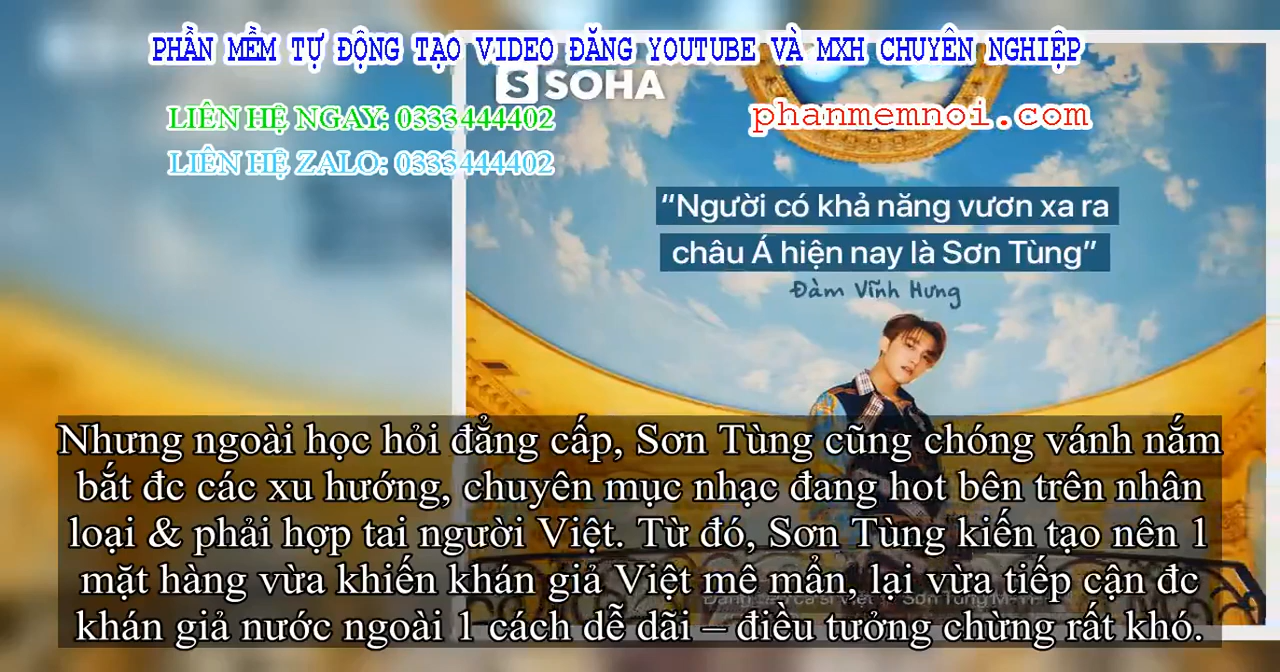 PHẦN MỀM TỰ ĐỘNG TẠO VIDEO ĐĂNG YOUTUBE VÀ MXH CHUYÊN NGHIỆP
SOHA
LIÊN HỆ NGAY: 0333444402
phanmemnoi.com
LIÊN HỆ ZALO: 0333444402
“Người có khả năng vươn xa ra
châu Á hiện nay là Sơn Tùng”
Đàm Vĩnh Hưng
Nhưng ngoài học hỏi đẳng cấp, Sơn Tùng cũng chóng vánh nắm
bắt đc các xu hướng, chuyên mục nhạc đang hot bên trên nhân
loại & phải hợp tai người Việt. Từ đó, Sơn Tùng kiến tạo nên 1
mặt hàng vừa khiến khán giả Việt mê mẩn, lại vừa tiếp cận đc
khán giả nước ngoài 1 cách dễ dãi – điều tưởng chừng rất khó.